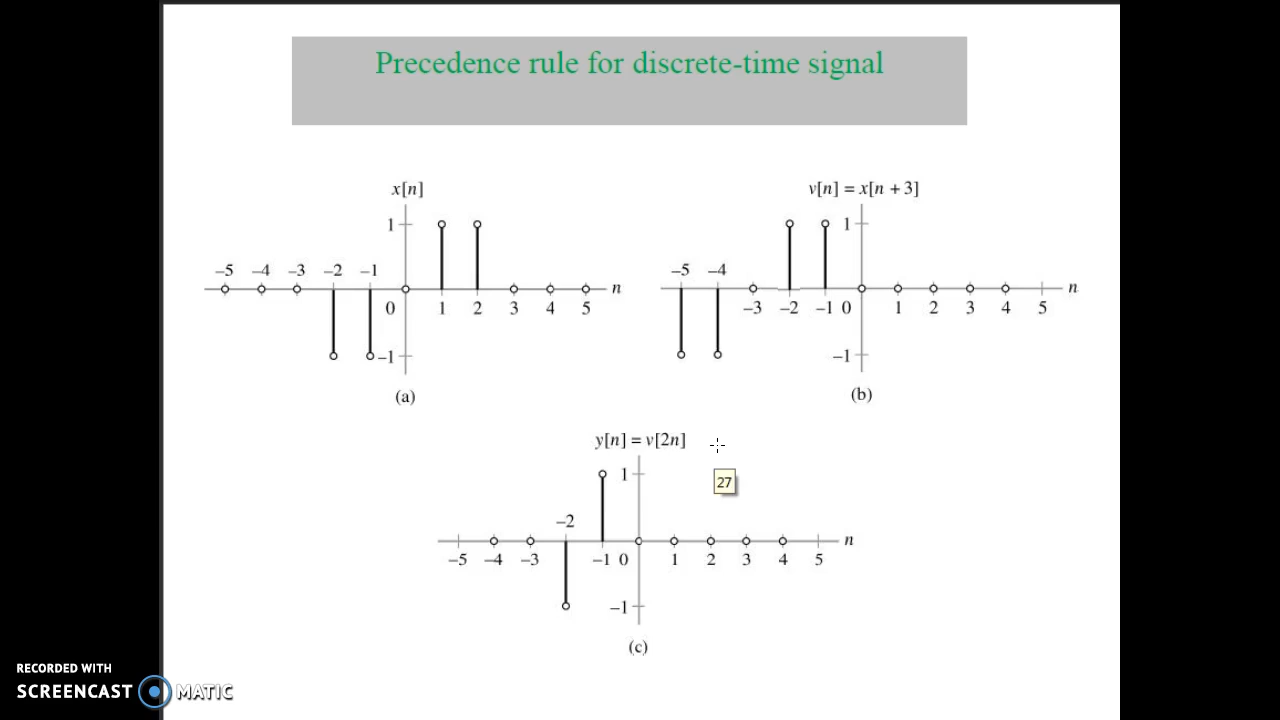 Precedence rule for discrete-time signal
x[n]
1
–5 –4 –3 –2 –1
n
0 1 2 3 4 5
–1
(a)
v[n] = x[n + 3]
1
–5 –4
n
–3 –2 –1 0 1 2 3 4 5
–1
(b)
y[n] = v[2n]
1
27
–2
n
–5 –4 –3 –1 0 1 2 3 4 5
–1
(c)
RECORDED WITH
SCREENCAST MATIC